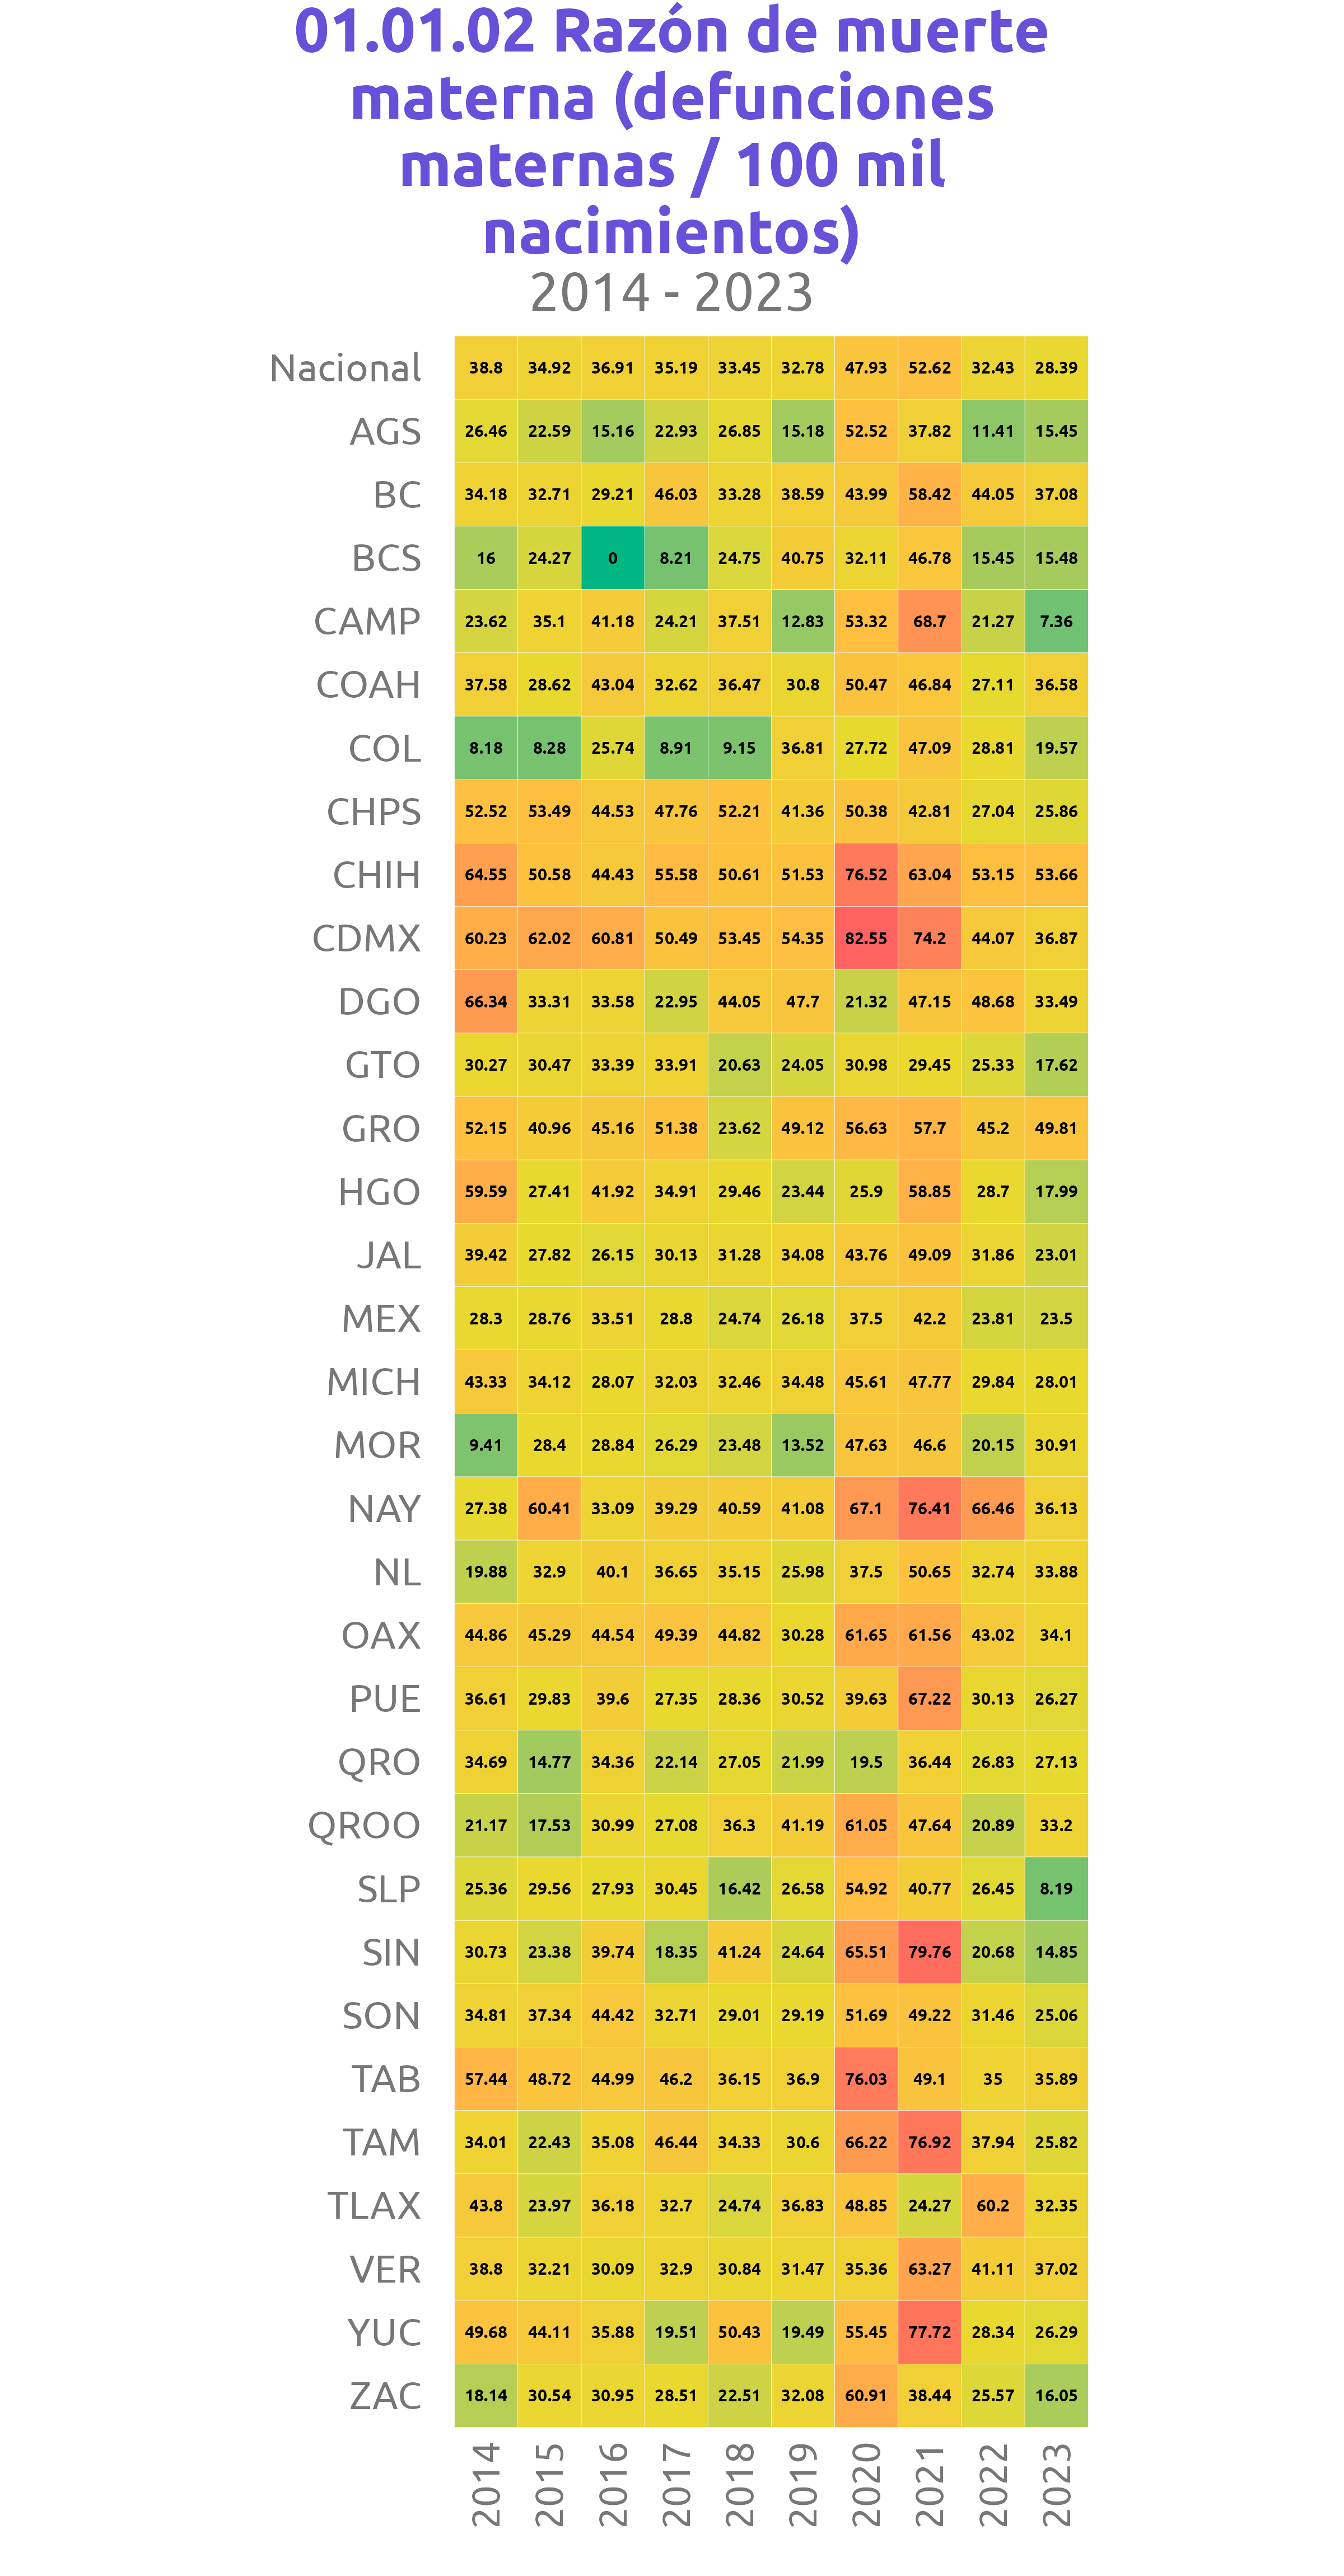 01.01.02 Razón de muerte
materna (defunciones
maternas / 100 mil
nacimientos)
2014 - 2023
Nacional 38.8 34.92 36.91 35.19 33.45 32.78 47.93 52.62 32.43 28.39
AGS 26.46 22.59 15.16 22.93 26.85 15.18 52.52 37.82 11.41 15.45
BC 34.18 32.71 29.21 46.03 33.28 38.59 43.99 58.42 44.05 37.08
BCS 16 24.27 0 8.21 24.75 40.75 32.11 46.78 15.45 15.48
CAMP 23.62 35.1 41.18 24.21 37.51 12.83 53.32 68.7 21.27 7.36
COAH 37.58 28.62 43.04 32.62 36.47 30.8 50.47 46.84 27.11 36.58
COL 8.18 8.28 25.74 8.91 9.15 36.81 27.72 47.09 28.81 19.57
CHPS 52.52 53.49 44.53 47.76 52.21 41.36 50.38 42.81 27.04 25.86
CHIH 64.55 50.58 44.43 55.58 50.61 51.53 76.52 63.04 53.15 53.66
CDMX 60.23 62.02 60.81 50.49 53.45 54.35 82.55 74.2 44.07 36.87
DGO 66.34 33.31 33.58 22.95 44.05 47.7 21.32 47.15 48.68 33.49
GTO 30.27 30.47 33.39 33.91 20.63 24.05 30.98 29.45 25.33 17.62
GRO 52.15 40.96 45.16 51.38 23.62 49.12 56.63 57.7 45.2 49.81
HGO 59.59 27.41 41.92 34.91 29.46 23.44 25.9 58.85 28.7 17.99
JAL 39.42 27.82 26.15 30.13 31.28 34.08 43.76 49.09 31.86 23.01
MEX 28.3 28.76 33.51 28.8 24.74 26.18 37.5 42.2 23.81 23.5
MICH 43.33 34.12 28.07 32.03 32.46 34.48 45.61 47.77 29.84 28.01
MOR 9.41 28.4 28.84 26.29 23.48 13.52 47.63 46.6 20.15 30.91
NAY 27.38 60.41 33.09 39.29 40.59 41.08 67.1 76.41 66.46 36.13
NL 19.88 32.9 40.1 36.65 35.15 25.98 37.5 50.65 32.74 33.88
OAX 44.86 45.29 44.54 49.39 44.82 30.28 61.65 61.56 43.02 34.1
PUE 36.61 29.83 39.6 27.35 28.36 30.52 39.63 67.22 30.13 26.27
QRO 34.69 14.77 34.36 22.14 27.05 21.99 19.5 36.44 26.83 27.13
QROO 21.17 17.53 30.99 27.08 36.3 41.19 61.05 47.64 20.89 33.2
SLP 25.36 29.56 27.93 30.45 16.42 26.58 54.92 40.77 26.45 8.19
SIN 30.73 23.38 39.74 18.35 41.24 24.64 65.51 79.76 20.68 14.85
SON 34.81 37.34 44.42 32.71 29.01 29.19 51.69 49.22 31.46 25.06
TAB 57.44 48.72 44.99 46.2 36.15 36.9 76.03 49.1 35 35.89
TAM 34.01 22.43 35.08 46.44 34.33 30.6 66.22 76.92 37.94 25.82
TLAX 43.8 23.97 36.18 32.7 24.74 36.83 48.85 24.27 60.2 32.35
VER 38.8 32.21 30.09 32.9 30.84 31.47 35.36 63.27 41.11 37.02
YUC 49.68 44.11 35.88 19.51 50.43 19.49 55.45 77.72 28.34 26.29
ZAC 18.14 30.54 30.95 28.51 22.51 32.08 60.91 38.44 25.57 16.05
2014 2015 2016 2017 2018 2019 2020 2021 2022 2023